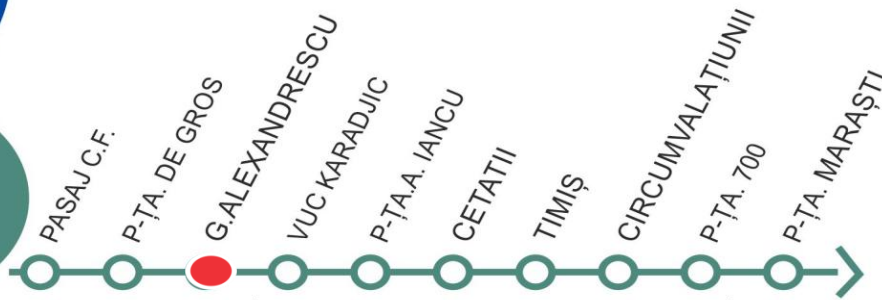 PASAJ C.F.
P-ȚA. DE GROS
G.ALEXANDRESCU
VUC KARADJIC
P-ȚA.A. IANCU
CETATII
TIMIȘ
CIRCUMVALAȚIUNII
P-ȚA. 700
P-ȚA. MARAȘTI